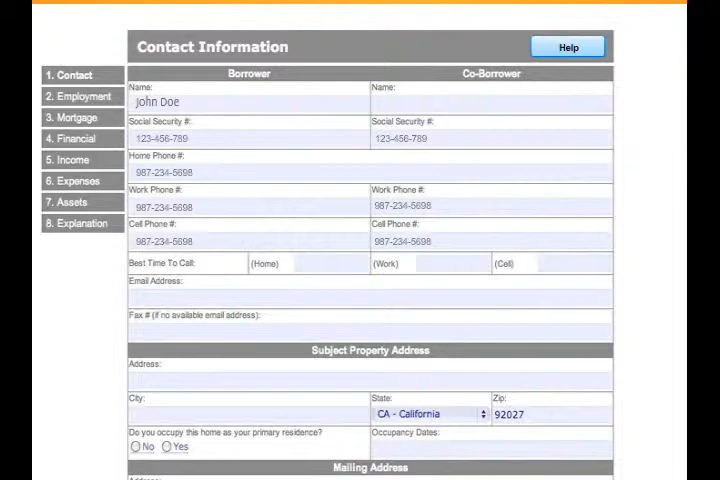 Contact Information
Help
1. Contact
2. Employment
3. Mortgage
4. Financial
5. Income
6. Expenses
7. Assets
8. Explanation
Borrower Co-Borrower
Name: Name:
John Doe
Social Security #: Social Security #:
123-456-789 123-456-789
Home Phone #:
987-234-5698
Work Phone #: Work Phone #:
987-234-5698 987-234-5698
Cell Phone #: Cell Phone #:
987-234-5698 987-234-5698
Best Time To Call: (Home) (Work) (Cell)
Email Address:
Fax # (if no available email address):
Subject Property Address
Address:
City: State: Zip:
CA - California 92027
Do you occupy this home as your primary residence? Occupancy Dates:
No Yes
Mailing Address
Address: